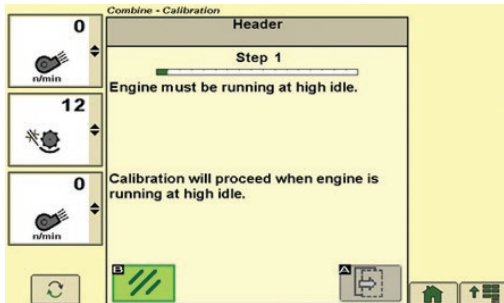 Combine - Calibration
0
n/min
12
0
n/min
Header
Step 1
Engine must be running at high idle.
Calibration will proceed when engine is
running at high idle.
B
A